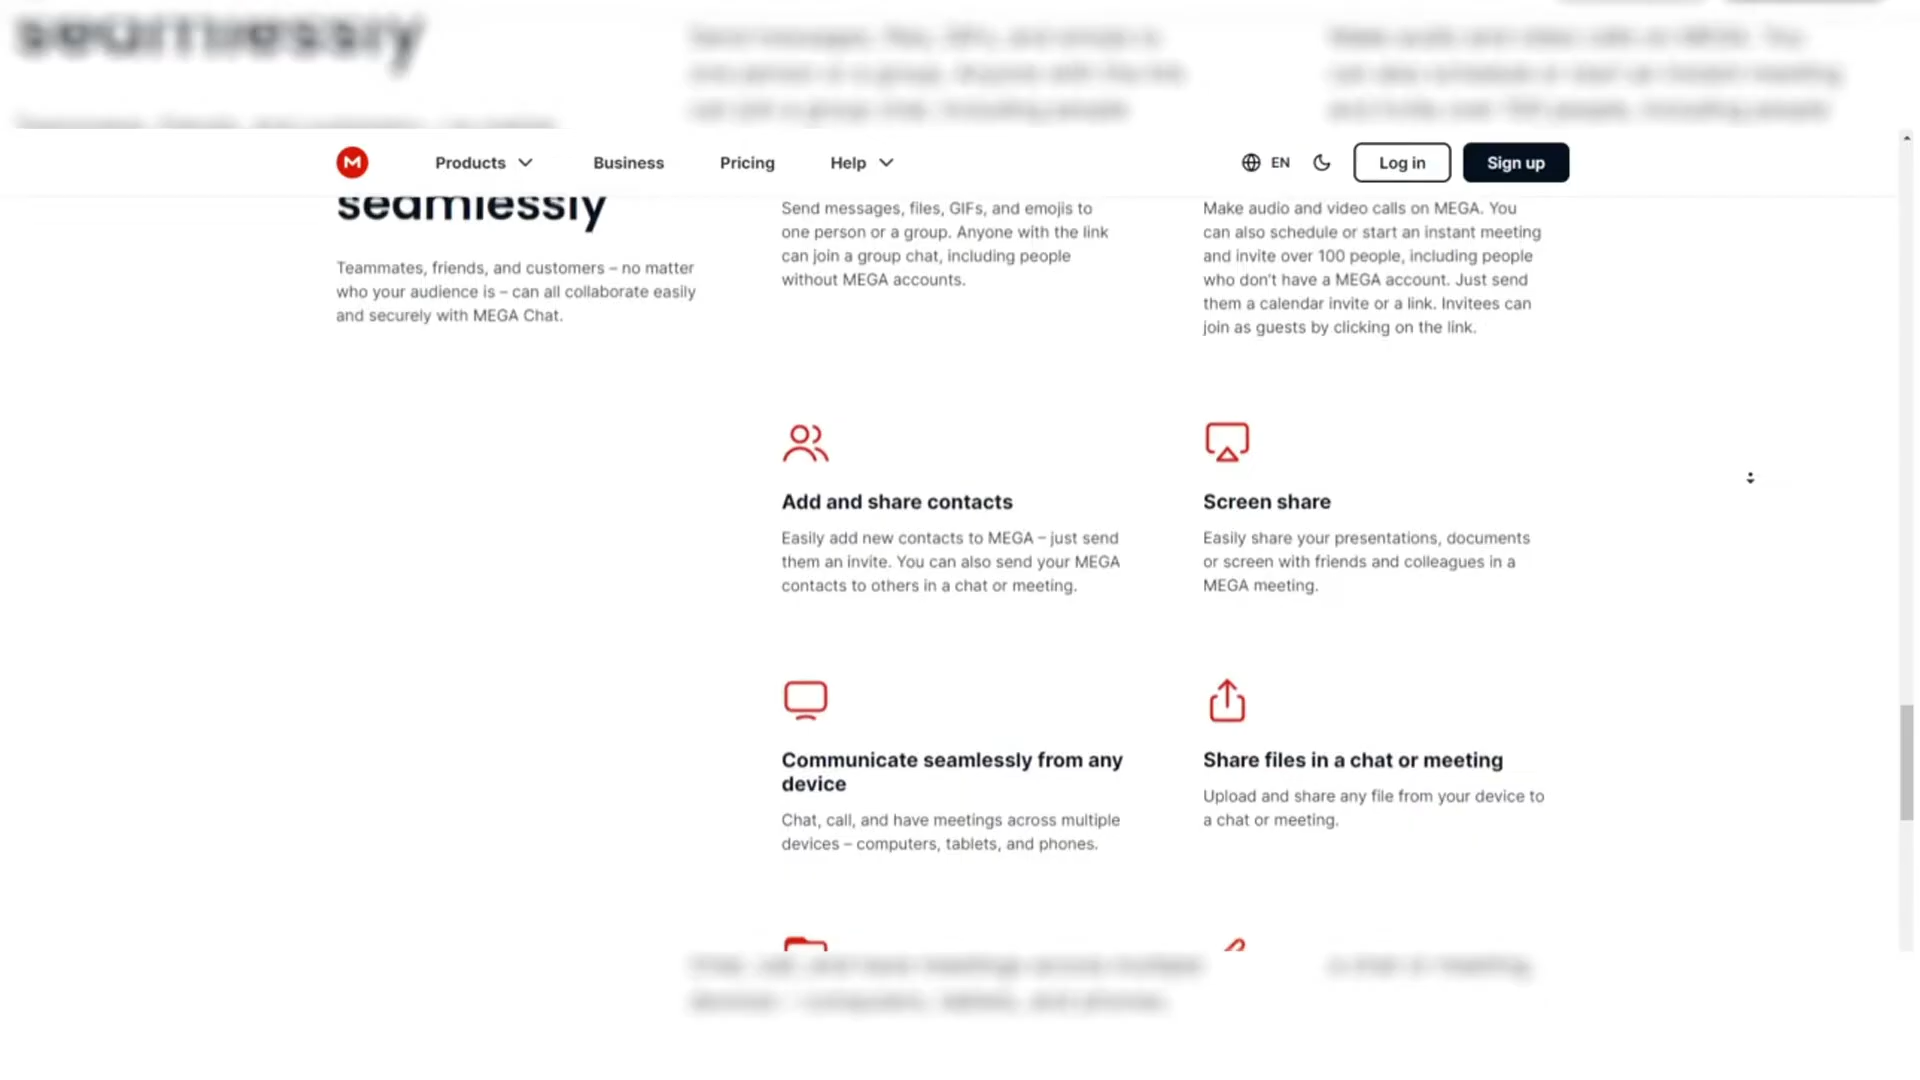 seamlessly
Products
Business
Pricing
Help
EN
Log in
Sign up
seamlessly
Teammates, friends, and customers – no matter
who your audience is – can all collaborate easily
and securely with MEGA Chat.
Send messages, files, GIFs, and emojis to
one person or a group. Anyone with the link
can join a group chat, including people
without MEGA accounts.
Make audio and video calls on MEGA. You
can also schedule or start an instant meeting
and invite over 100 people, including people
who don't have a MEGA account. Just send
them a calendar invite or a link. Invitees can
join as guests by clicking on the link.
Add and share contacts
Easily add new contacts to MEGA – just send
them an invite. You can also send your MEGA
contacts to others in a chat or meeting.
Screen share
Easily share your presentations, documents
or screen with friends and colleagues in a
MEGA meeting.
Communicate seamlessly from any
device
Chat, call, and have meetings across multiple
devices – computers, tablets, and phones.
Share files in a chat or meeting
Upload and share any file from your device to
a chat or meeting.